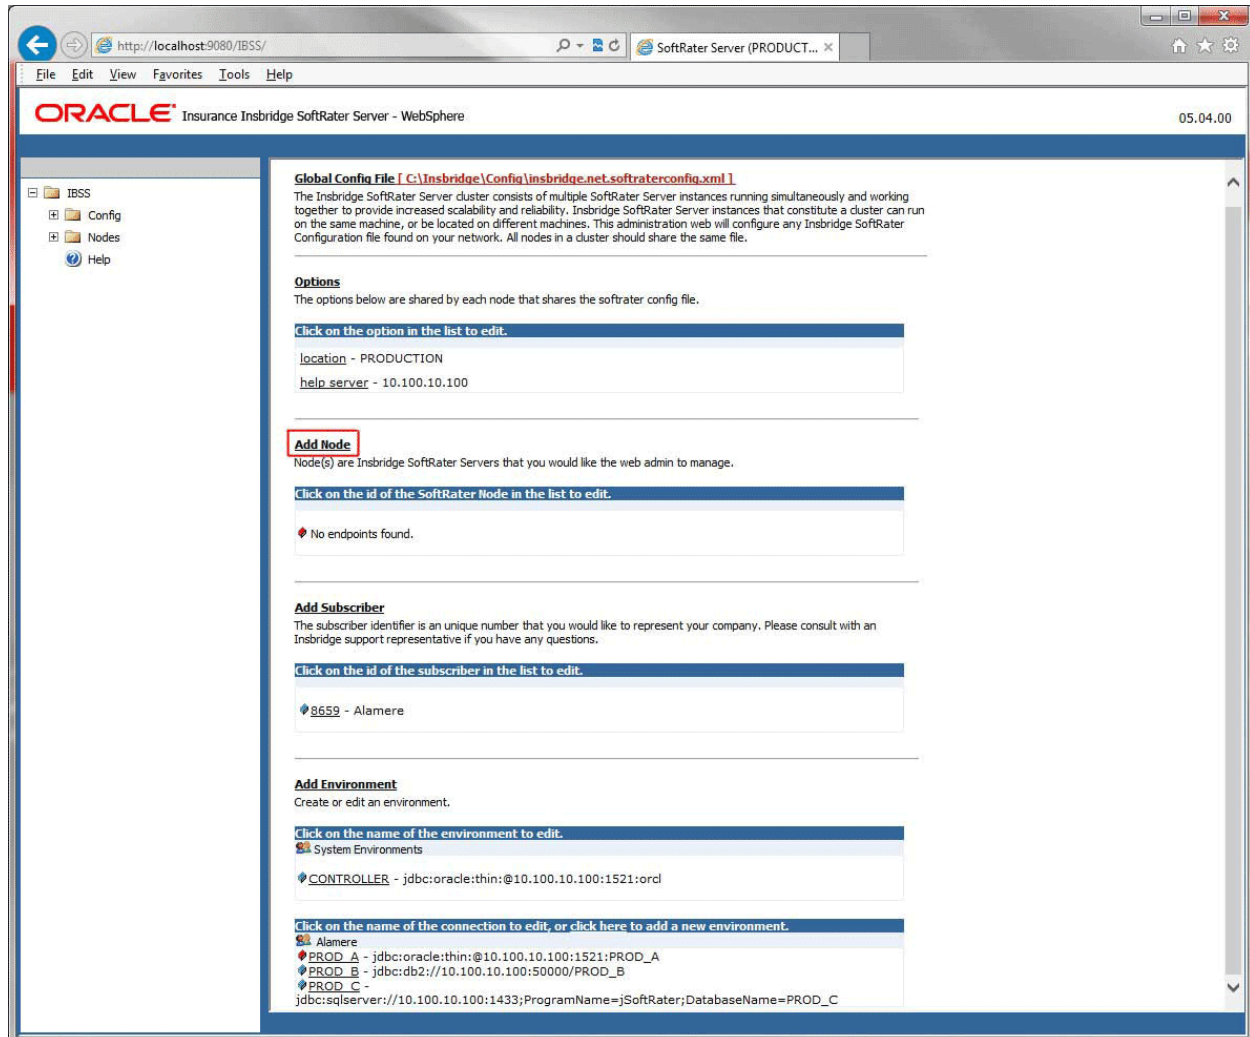 http://localhost:9080/IBSS/
SoftRater Server (PRODUCT...
File Edit View Favorites Tools Help
ORACLE Insurance Insbridge SoftRater Server - WebSphere
05.04.00
IBSS
Config
Nodes
Help
Global Config File [ C:\Insbridge\Config\insbridge.net.softraterconfig.xml ]
The Insbridge SoftRater Server cluster consists of multiple SoftRater Server instances running simultaneously and working
together to provide increased scalability and reliability. Insbridge SoftRater Server instances that constitute a cluster can run
on the same machine, or be located on different machines. This administration web will configure any Insbridge SoftRater
Configuration file found on your network. All nodes in a cluster should share the same file.
Options
The options below are shared by each node that shares the softrater config file.
Click on the option in the list to edit.
location - PRODUCTION
help server - 10.100.10.100
Add Node
Node(s) are Insbridge SoftRater Servers that you would like the web admin to manage.
Click on the id of the SoftRater Node in the list to edit.
No endpoints found.
Add Subscriber
The subscriber identifier is an unique number that you would like to represent your company. Please consult with an
Insbridge support representative if you have any questions.
Click on the id of the subscriber in the list to edit.
8659 - Alamere
Add Environment
Create or edit an environment.
Click on the name of the environment to edit.
System Environments
CONTROLLER - jdbc:oracle:thin:@10.100.10.100:1521:orcl
Click on the name of the connection to edit, or click here to add a new environment.
Alamere
PROD_A - jdbc:oracle:thin:@10.100.10.100:1521:PROD_A
PROD_B - jdbc:db2://10.100.10.100:50000/PROD_B
PROD_C -
jdbc:sqlserver://10.100.10.100:1433;ProgramName=jSoftRater;DatabaseName=PROD_C